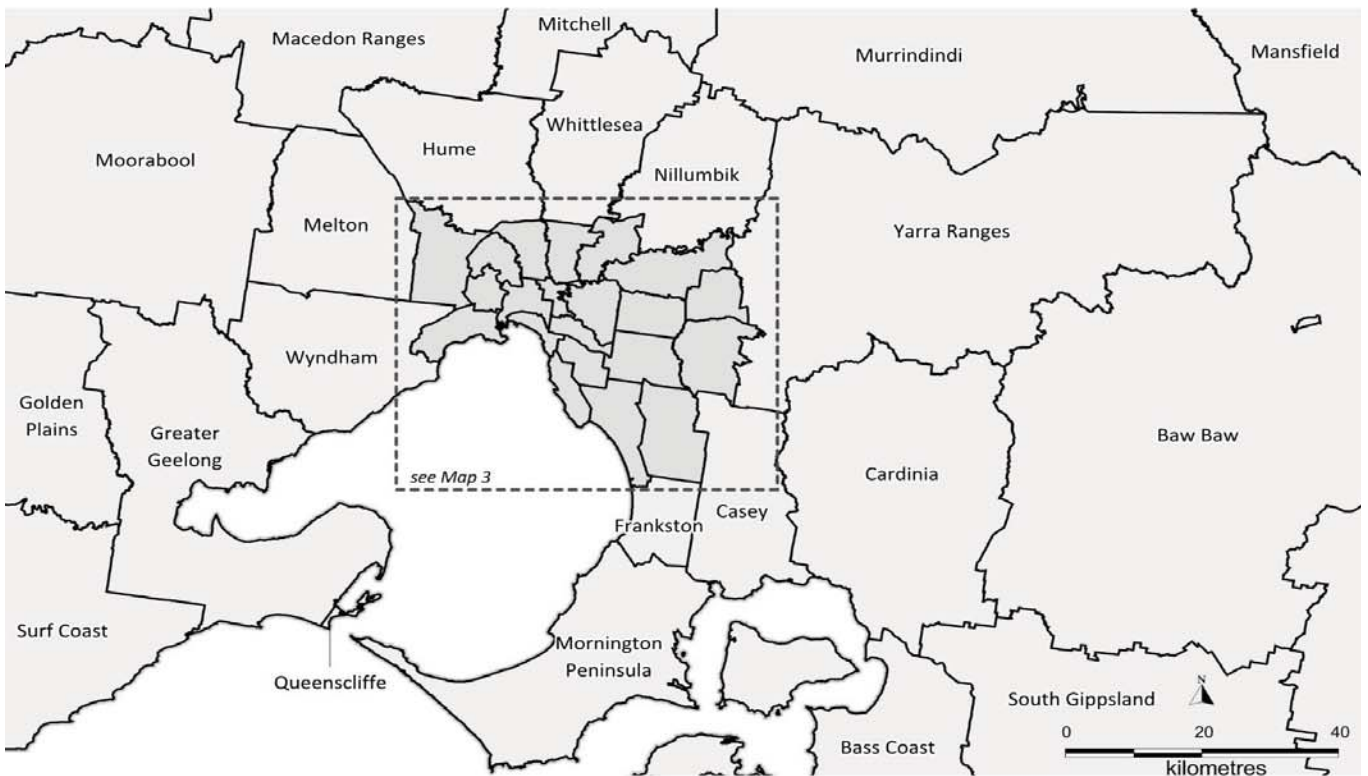 Mitchell
Macedon Ranges
Murrindindi
Mansfield
Whittlesea
Hume
Moorabool
Nillumbik
Melton
Yarra Ranges
Wyndham
Golden
Plains
Greater
Geelong
Baw Baw
Cardinia
see Map 3
Casey
Frankston
Surf Coast
Mornington
Peninsula
Queenscliffe
South Gippsland
N
Bass Coast
0 20 40
kilometres